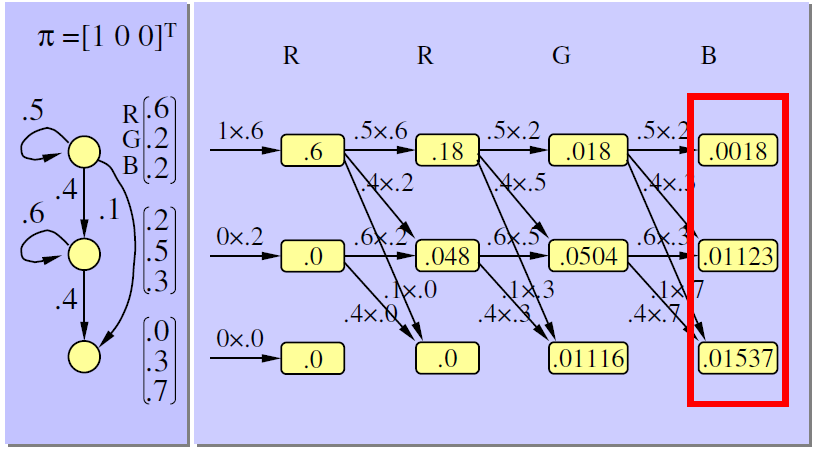 π =[1 0 0]ᵀ
.5
R .6
G .2
B .2
.4
.1
.6
.2
.5
.3
.4
.0
.3
.7
R R G B
1×.6 .6 .5×.6 .18 .5×.2 .018 .5×.2 .0018
.4×.2 .4×.5 .4×.3
0×.2 .0 .6×.2 .048 .6×.5 .0504 .6×.3 .01123
.1×.0 .1×.3 .1×.7
.4×.0 .4×.3 .4×.7
0×.0 .0 .0 .01116 .01537